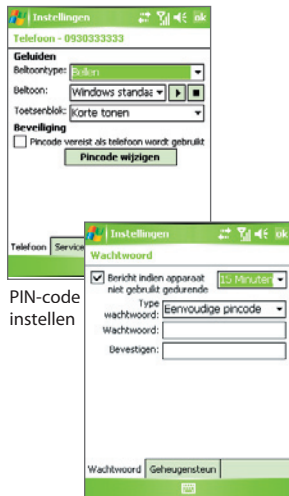 Instellingen ok
Telefoon - 0930333333
Geluiden
Beltoontype: Bellen
Beltoon: Windows standaa
Toetsenblok: Korte tonen
Beveiliging
Pincode vereist als telefoon wordt gebruikt
Pincode wijzigen
Telefoon Service
PIN-code
instellen
Instellingen ok
Wachtwoord
Bericht indien apparaat 15 Minuten
niet gebruikt gedurende
Type
wachtwoord: Eenvoudige pincode
Wachtwoord:
Bevestigen:
Wachtwoord Geheugensteun